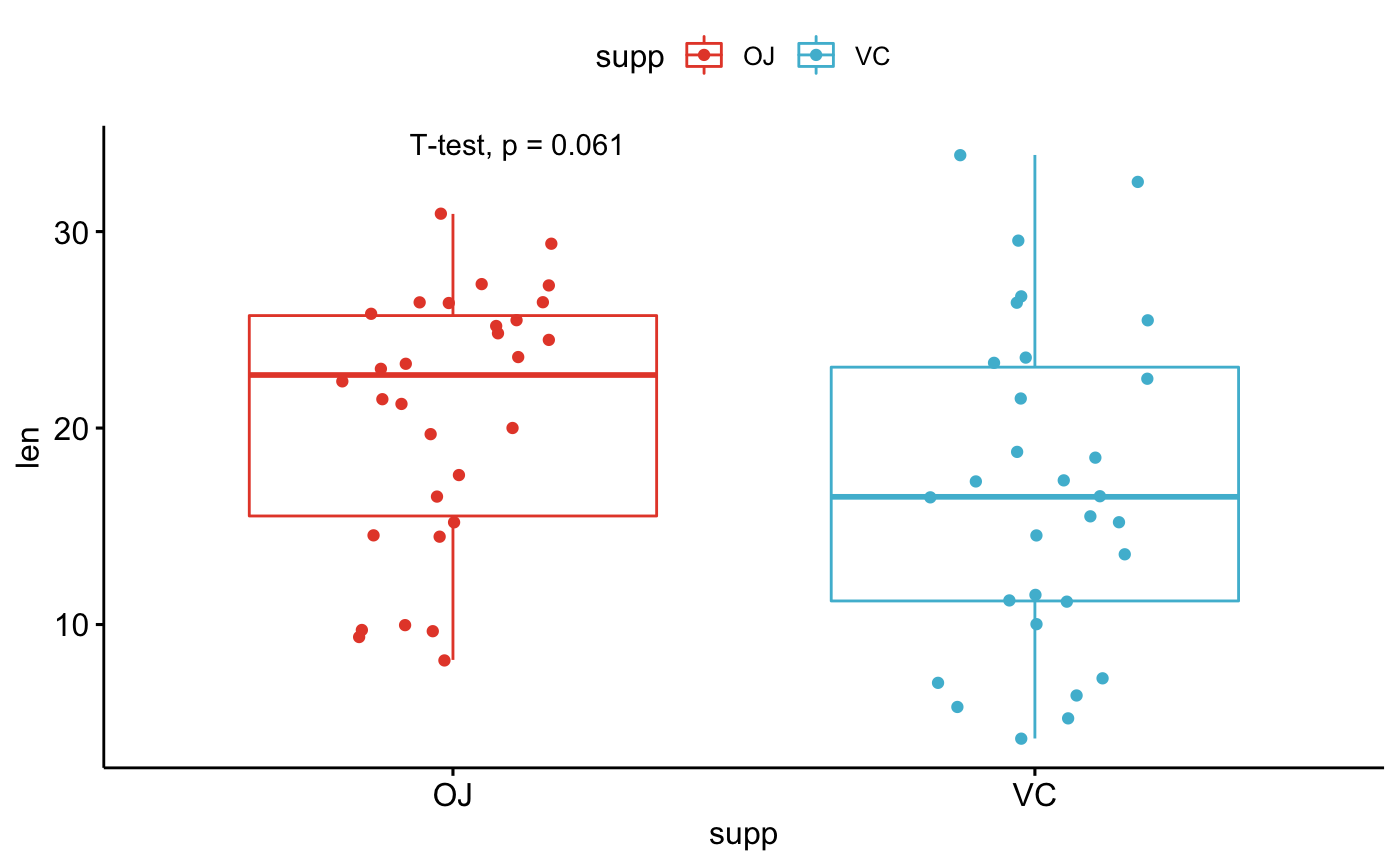 supp OJ VC
T-test, p = 0.061
30
20
10
len
OJ VC
supp